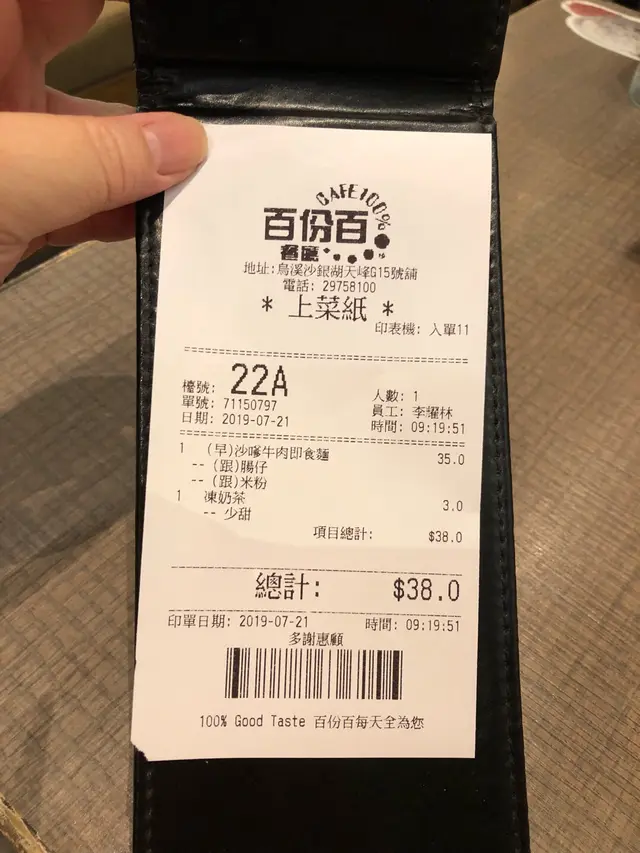 CAFE100%
百份百
餐廳
地址:烏溪沙銀湖天峰G15號舖
電話: 29758100
* 上菜紙 *
印表機: 入單11
檯號: 22A 人數: 1
單號: 71150797 員工: 李耀林
日期: 2019-07-21 時間: 09:19:51
1 (早)沙嗲牛肉即食麵 35.0
-- (跟)腸仔
-- (跟)米粉
1 凍奶茶 3.0
-- 少甜
項目總計: $38.0
總計: $38.0
印單日期: 2019-07-21 時間: 09:19:51
多謝惠顧
100% Good Taste 百份百每天全為您